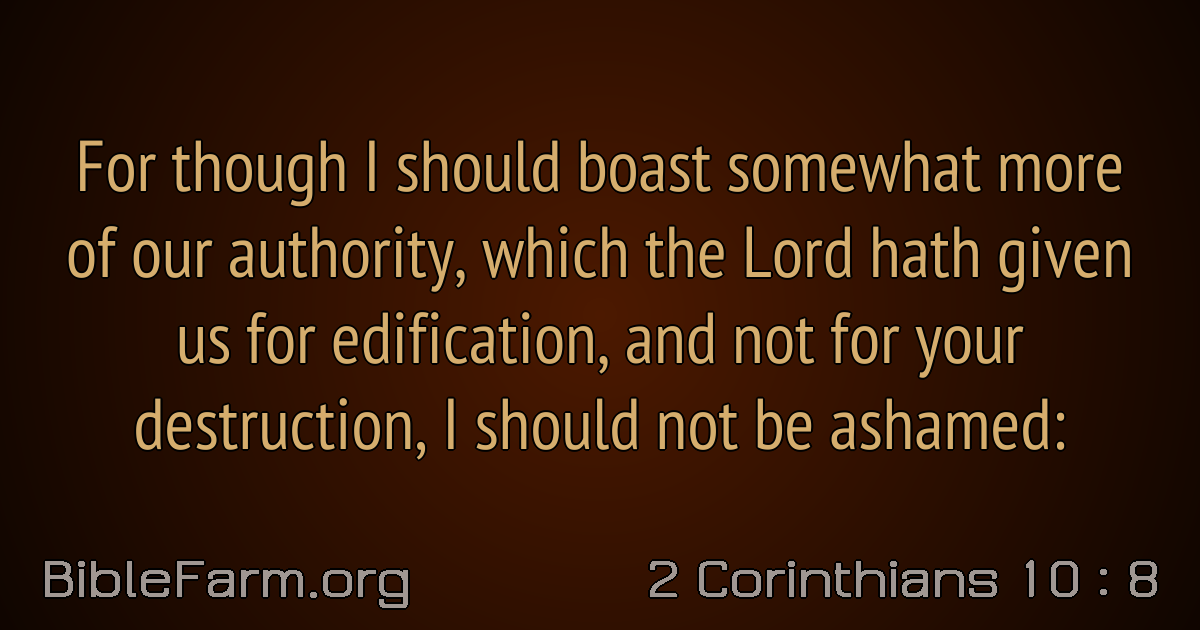 For though I should boast somewhat more
of our authority, which the Lord hath given
us for edification, and not for your
destruction, I should not be ashamed:
BibleFarm.org
2 Corinthians 10 : 8